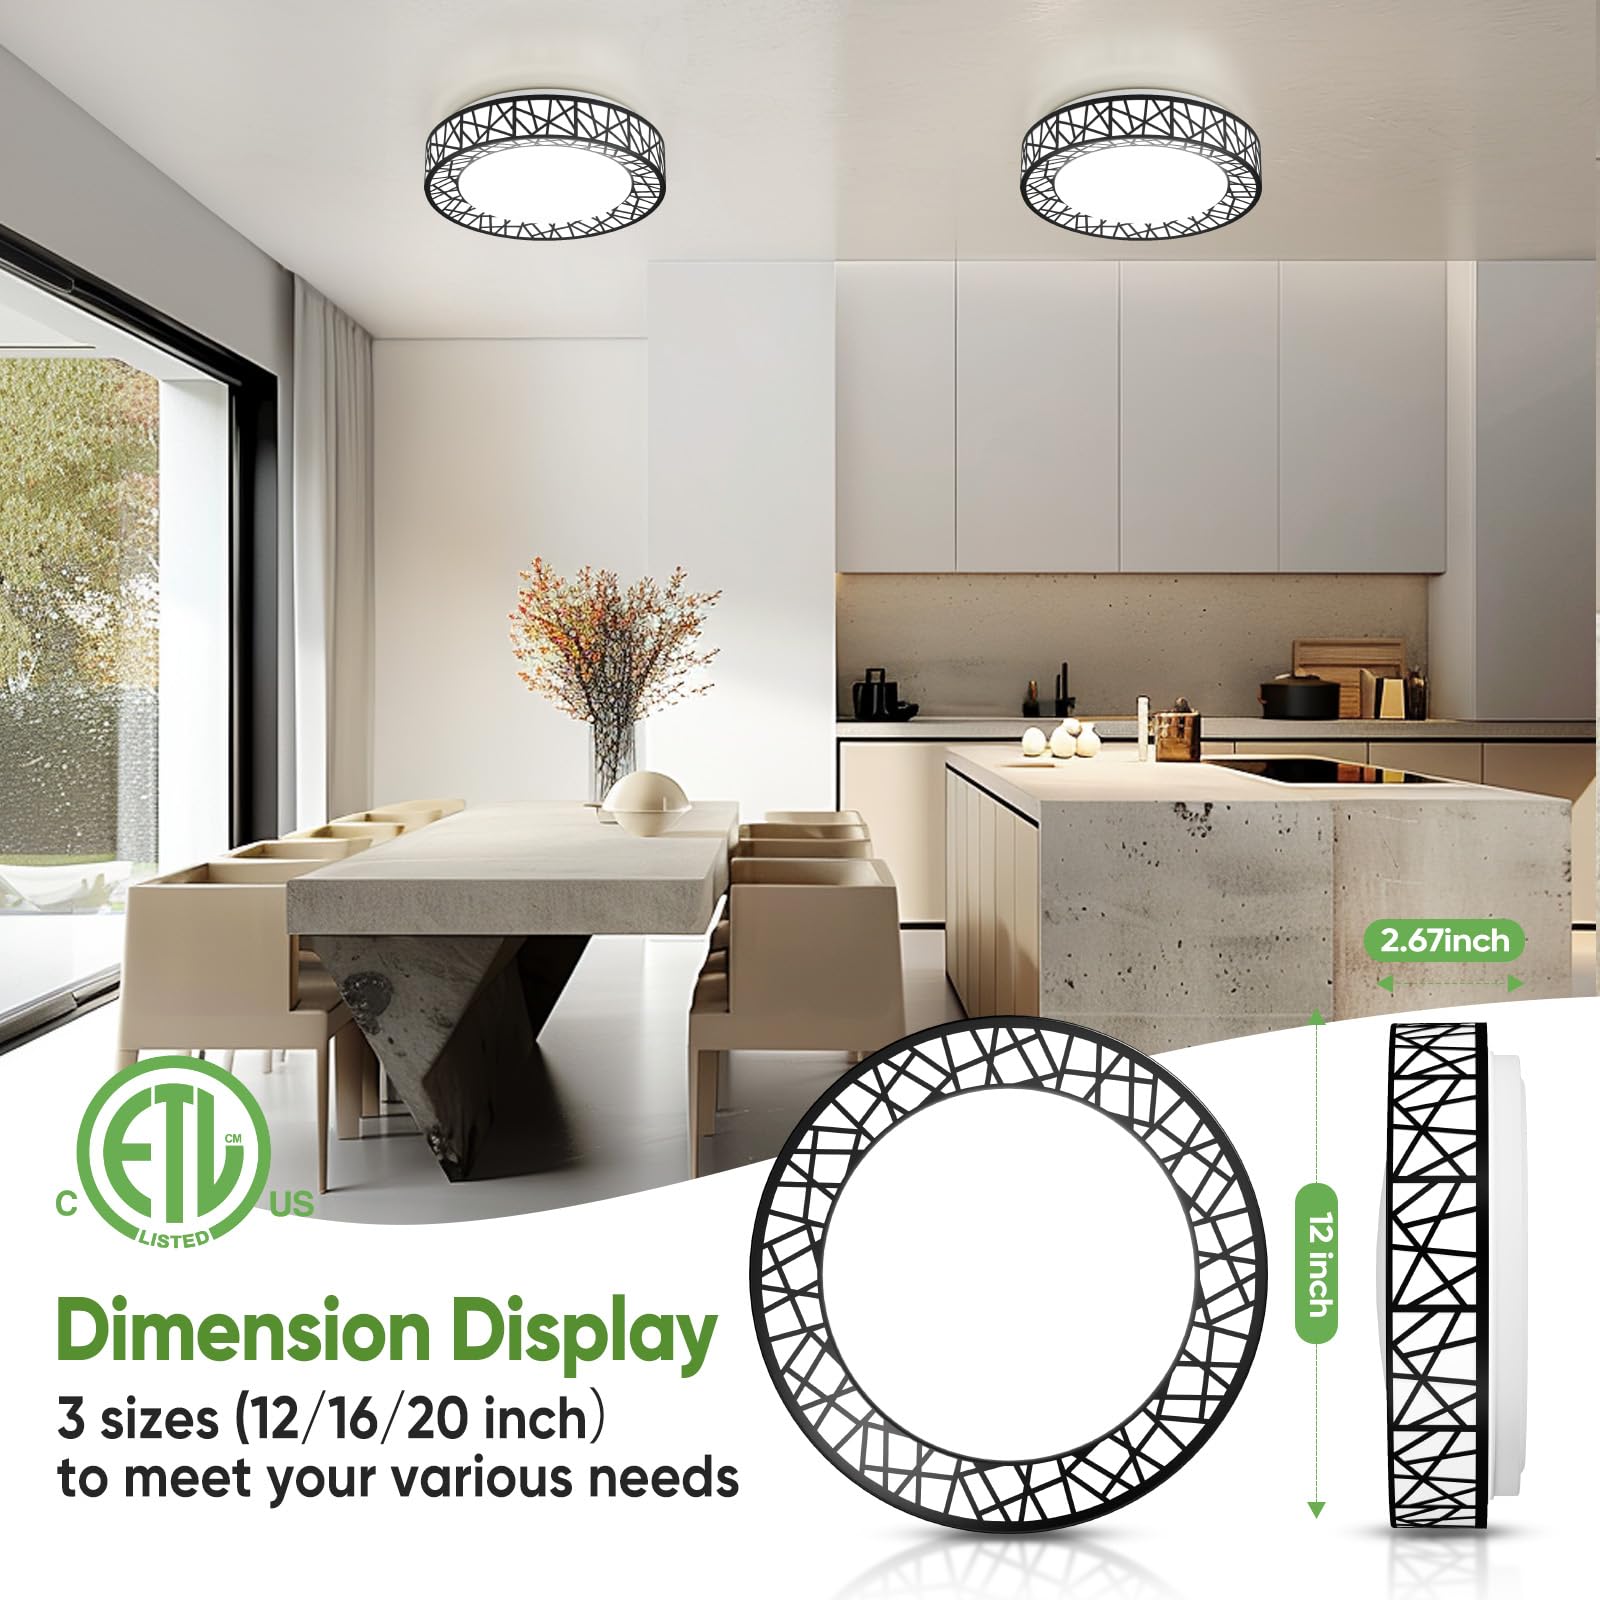 2.67inch
12 inch
ETL CM
C US
LISTED
Dimension Display
3 sizes (12/16/20 inch）
to meet your various needs